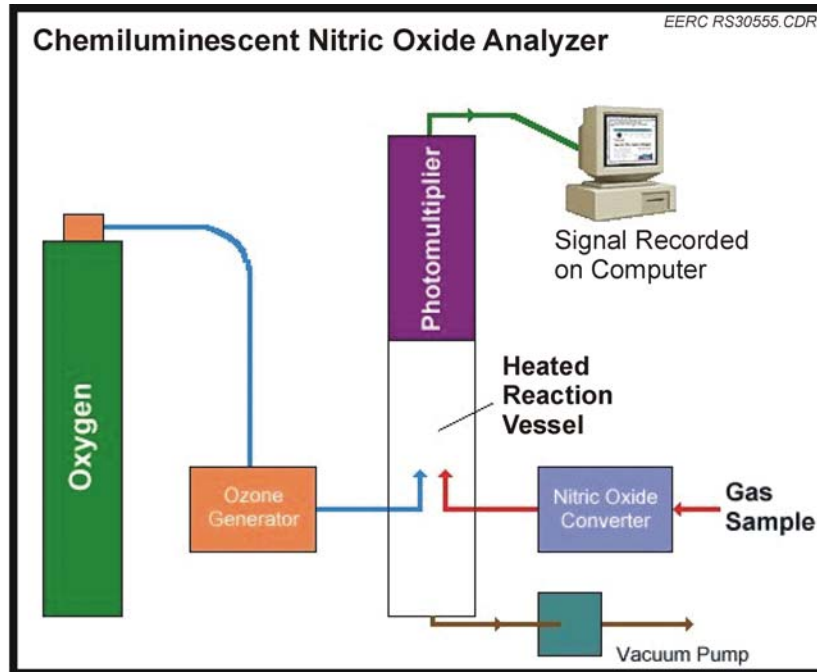 EERC RS30555.CDR
Chemiluminescent Nitric Oxide Analyzer
Photomultiplier
Signal Recorded
on Computer
Oxygen
Heated
Reaction
Vessel
Ozone
Generator
Nitric Oxide
Converter
Gas
Sample
Vacuum Pump